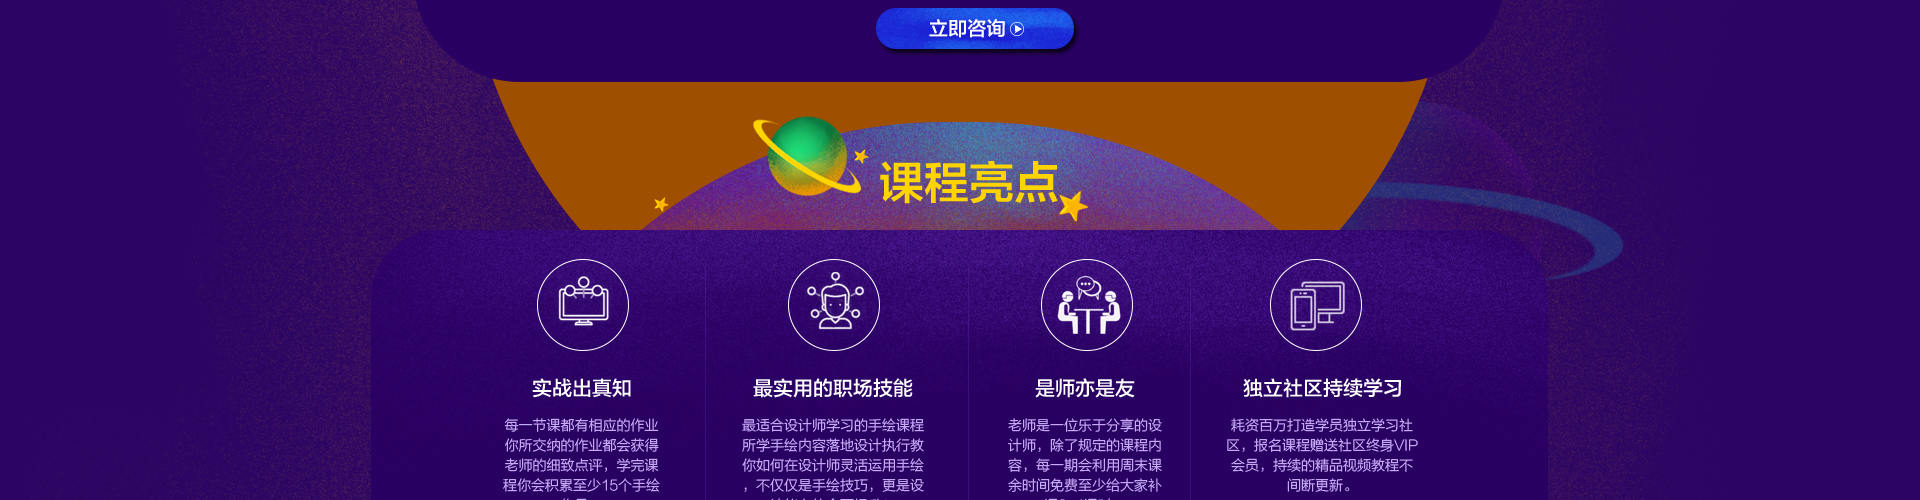 立即咨询
课程亮点
实战出真知
每一节课都有相应的作业
你所交纳的作业都会获得
老师的细致点评，学完课
程你会积累至少15个手绘
最实用的职场技能
最适合设计师学习的手绘课程
所学手绘内容落地设计执行教
你如何在设计师灵活运用手绘
，不仅仅是手绘技巧，更是设
是师亦是友
老师是一位乐于分享的设
计师，除了规定的课程内
容，每一期会利用周末课
余时间免费至少给大家补
独立社区持续学习
耗资百万打造学员独立学习社
区，报名课程赠送社区终身VIP
会员，持续的精品视频教程不
间断更新。